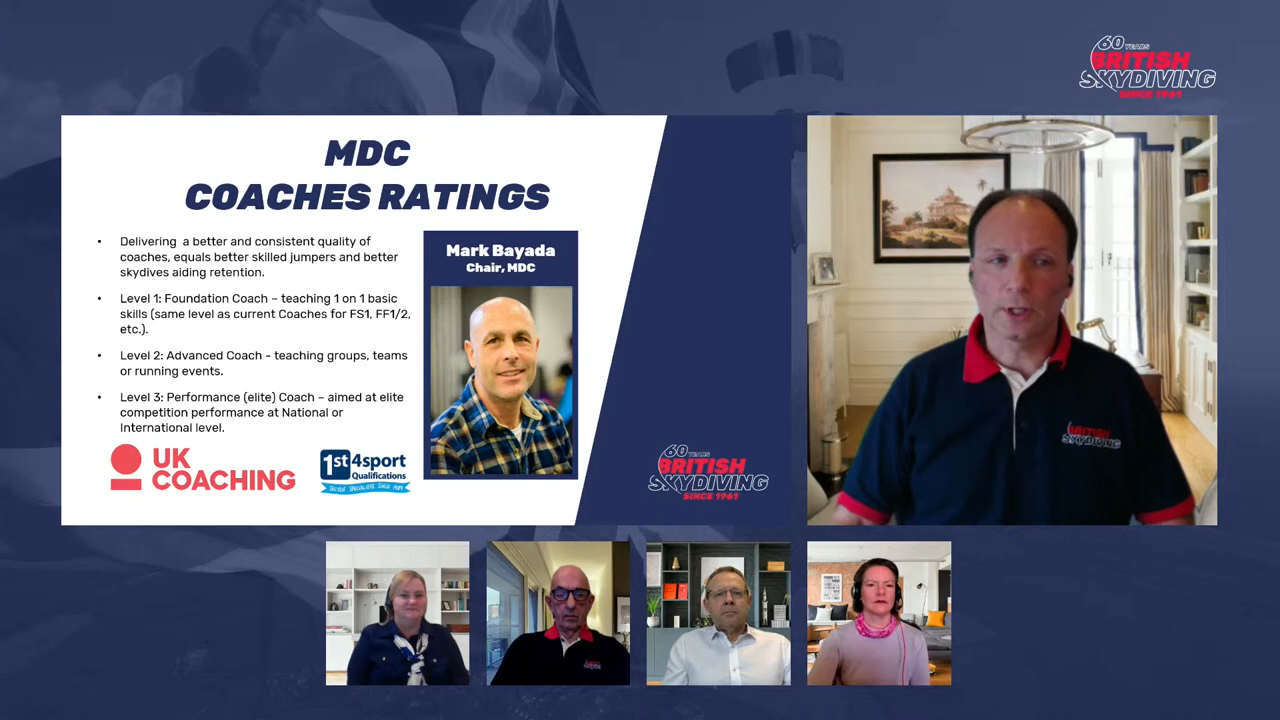 60 YEARS
BRITISH
SKYDIVING
SINCE 1961
MDC
COACHES RATINGS
• Delivering a better and consistent quality of
coaches, equals better skilled jumpers and better
skydives aiding retention.
• Level 1: Foundation Coach – teaching 1 on 1 basic
skills (same level as current Coaches for FS1, FF1/2,
etc.).
• Level 2: Advanced Coach - teaching groups, teams
or running events.
• Level 3: Performance (elite) Coach – aimed at elite
competition performance at National or
International level.
UK
COACHING
1st4sport
Qualifications
Mark Bayada
Chair, MDC
60 YEARS
BRITISH
SKYDIVING
SINCE 1961
BRITISH
SKYDIVING